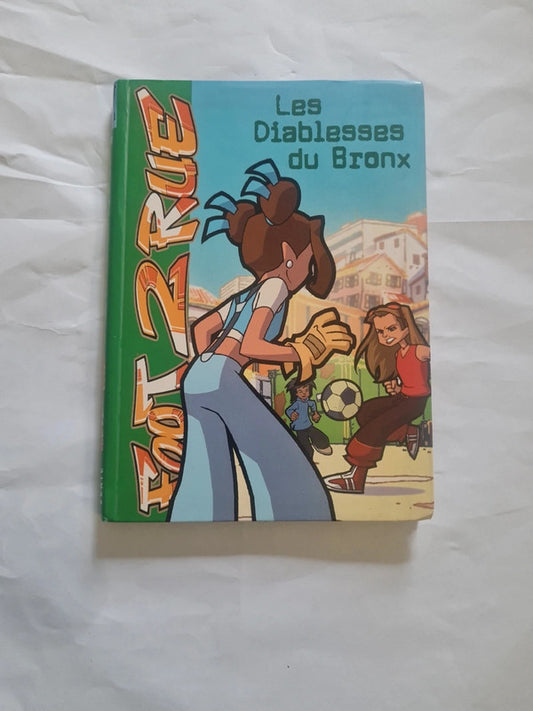 Les
Diablesses
du Bronx
FOOT 2 RUE